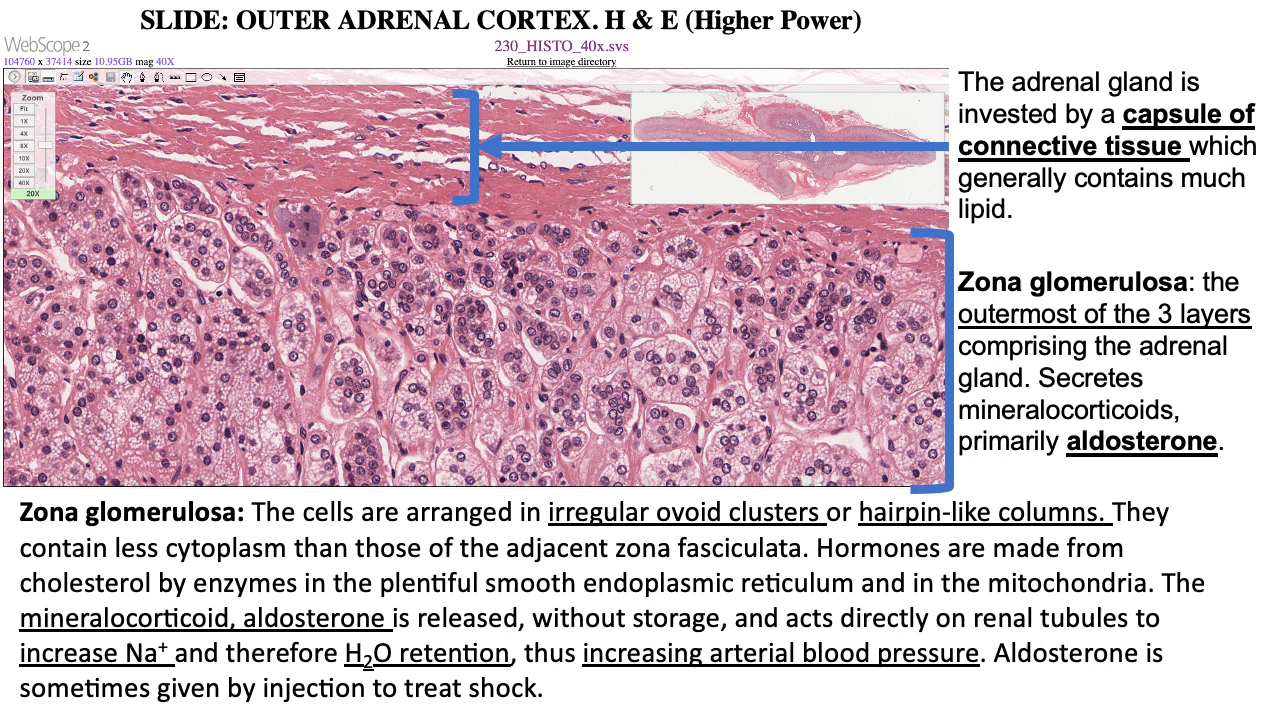 SLIDE: OUTER ADRENAL CORTEX. H & E (Higher Power)
WebScope 2
230_HISTO_40x.svs
104760 x 37414 size 10.95GB mag 40X
Return to image directory
Zoom
Fit
1X
4X
8X
10X
20X
40X
20X
The adrenal gland is
invested by a capsule of
connective tissue which
generally contains much
lipid.
Zona glomerulosa: the
outermost of the 3 layers
comprising the adrenal
gland. Secretes
mineralocorticoids,
primarily aldosterone.
Zona glomerulosa: The cells are arranged in irregular ovoid clusters or hairpin-like columns. They
contain less cytoplasm than those of the adjacent zona fasciculata. Hormones are made from
cholesterol by enzymes in the plentiful smooth endoplasmic reticulum and in the mitochondria. The
mineralocorticoid, aldosterone is released, without storage, and acts directly on renal tubules to
increase Na⁺ and therefore H₂O retention, thus increasing arterial blood pressure. Aldosterone is
sometimes given by injection to treat shock.